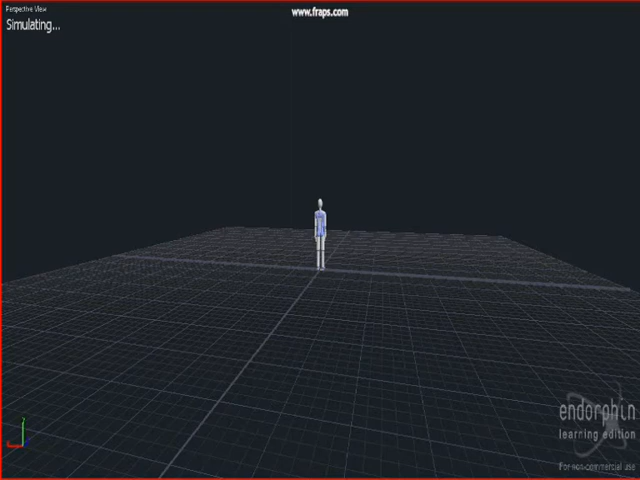 Perspective View
www.fraps.com
Simulating...
endorphin
learning edition
For non-commercial use